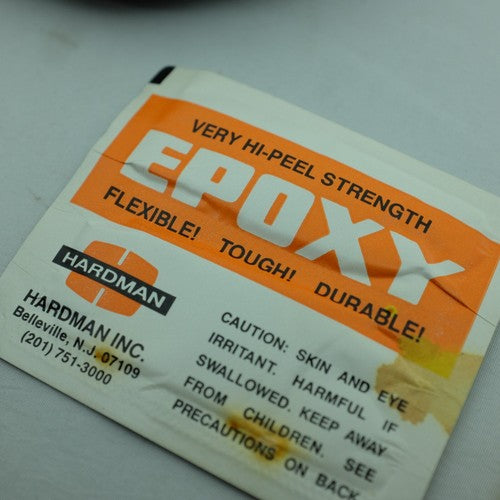 VERY HI-PEEL STRENGTH
EPOXY
FLEXIBLE! TOUGH! DURABLE!
HARDMAN
HARDMAN INC.
Belleville, N.J. 07109
(201) 751-3000
CAUTION: SKIN AND EYE
IRRITANT. HARMFUL IF
SWALLOWED. KEEP AWAY
FROM CHILDREN. SEE
PRECAUTIONS ON BACK